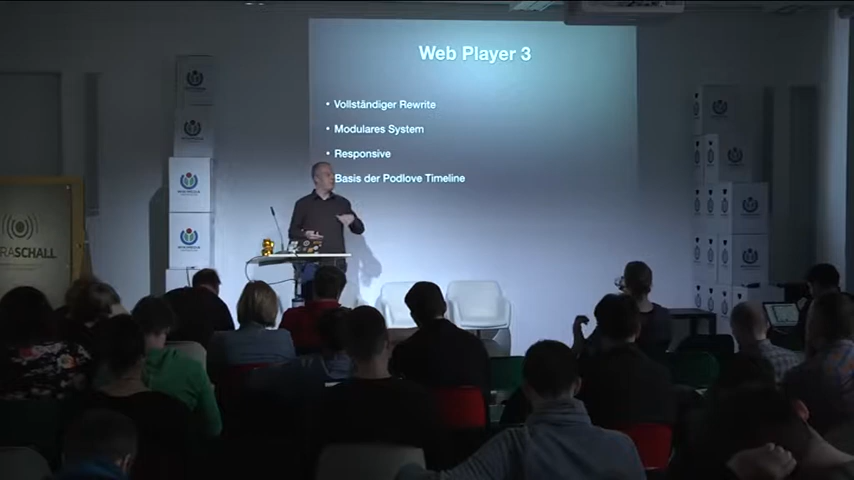 Web Player 3
• Vollständiger Rewrite
• Modulares System
• Responsive
• Basis der Podlove Timeline
RASCHALL